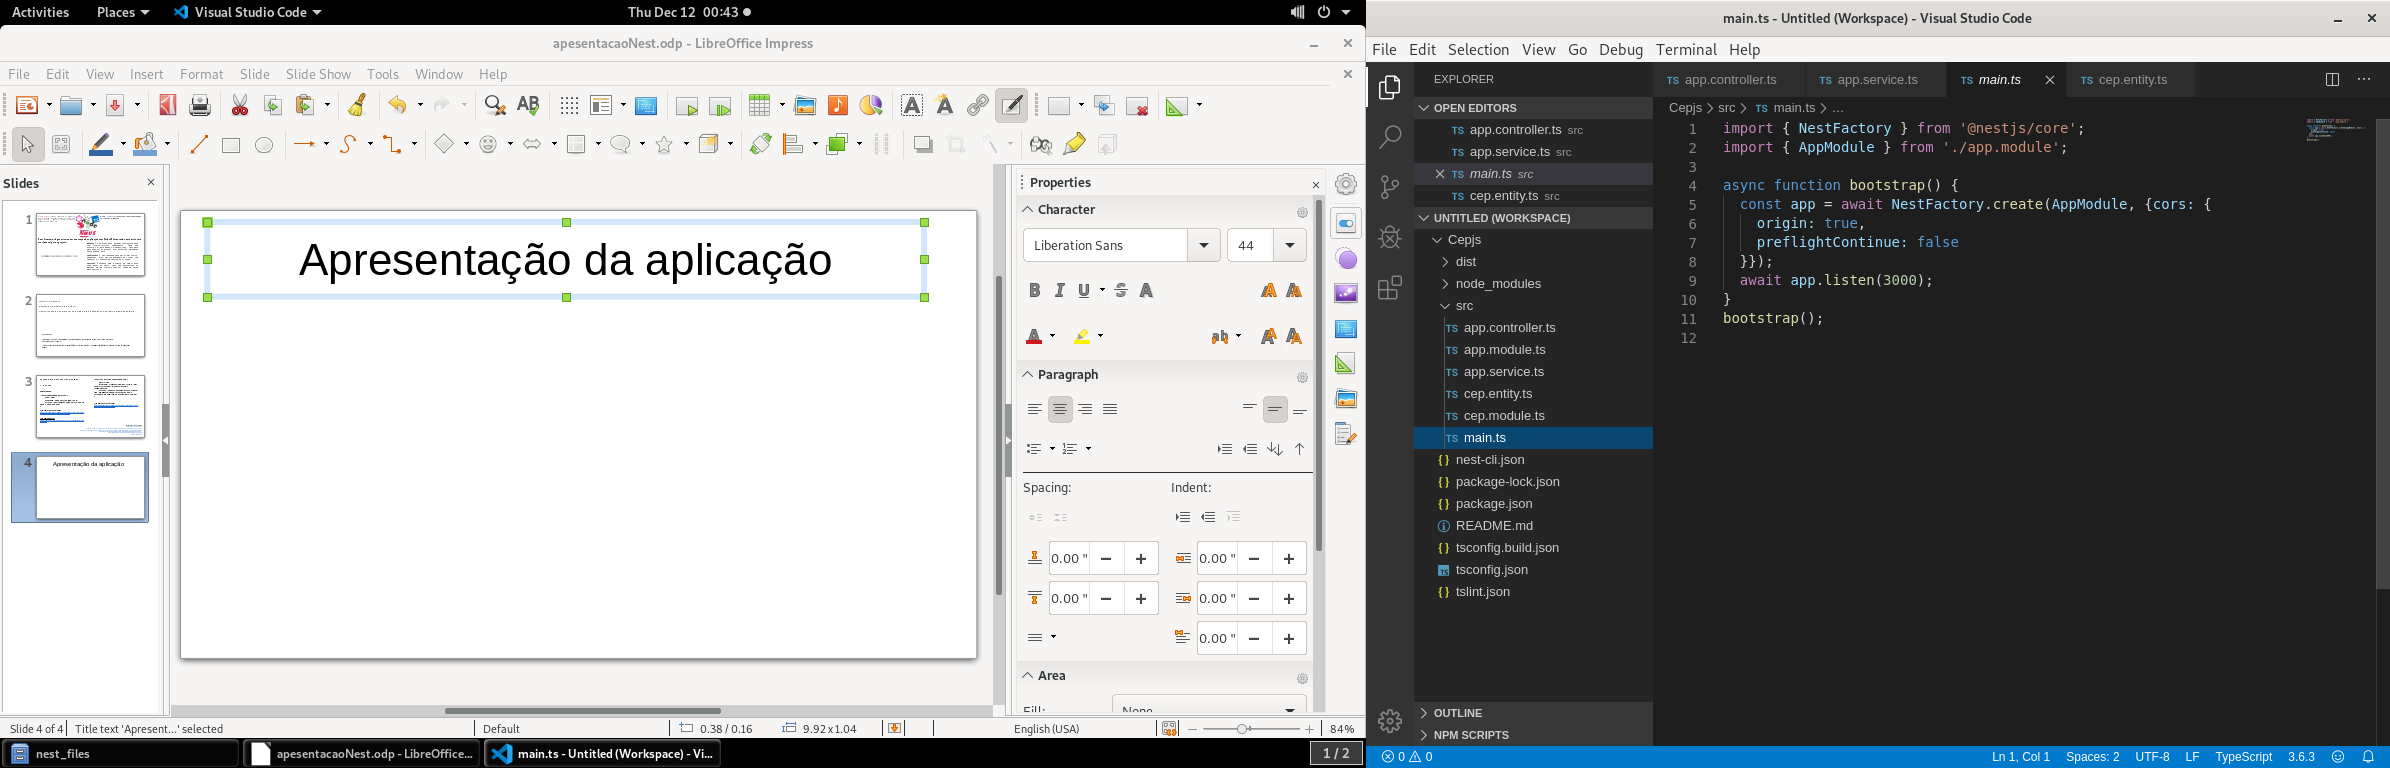 Activities Places Visual Studio Code Thu Dec 12 00:43
apesentacaoNest.odp - LibreOffice Impress
File Edit View Insert Format Slide Slide Show Tools Window Help
Slides
1
2
3
4
Apresentação da aplicação
Apresentação da aplicação
Properties
Character
Liberation Sans 44
Paragraph
Spacing: Indent:
0.00 " 0.00 "
0.00 " 0.00 "
0.00 "
Area
Fill: None
Slide 4 of 4 Title text 'Apresent...' selected Default 0.38 / 0.16 9.92 x 1.04 English (USA) 84%
nest_files apesentacaoNest.odp - LibreOffice... main.ts - Untitled (Workspace) - Vi... 1 / 2
main.ts - Untitled (Workspace) - Visual Studio Code
File Edit Selection View Go Debug Terminal Help
EXPLORER
OPEN EDITORS
TS app.controller.ts src
TS app.service.ts src
TS main.ts src
TS cep.entity.ts src
UNTITLED (WORKSPACE)
Cepjs
dist
node_modules
src
TS app.controller.ts
TS app.module.ts
TS app.service.ts
TS cep.entity.ts
TS cep.module.ts
TS main.ts
{ } nest-cli.json
{ } package-lock.json
{ } package.json
README.md
{ } tsconfig.build.json
tsconfig.json
{ } tslint.json
OUTLINE
NPM SCRIPTS
TS app.controller.ts TS app.service.ts TS main.ts TS cep.entity.ts
Cepjs > src > TS main.ts > ...
1 import { NestFactory } from '@nestjs/core';
2 import { AppModule } from './app.module';
3
4 async function bootstrap() {
5 const app = await NestFactory.create(AppModule, {cors: {
6 origin: true,
7 preflightContinue: false
8 }});
9 await app.listen(3000);
10 }
11 bootstrap();
12
0 0 Ln 1, Col 1 Spaces: 2 UTF-8 LF TypeScript 3.6.3